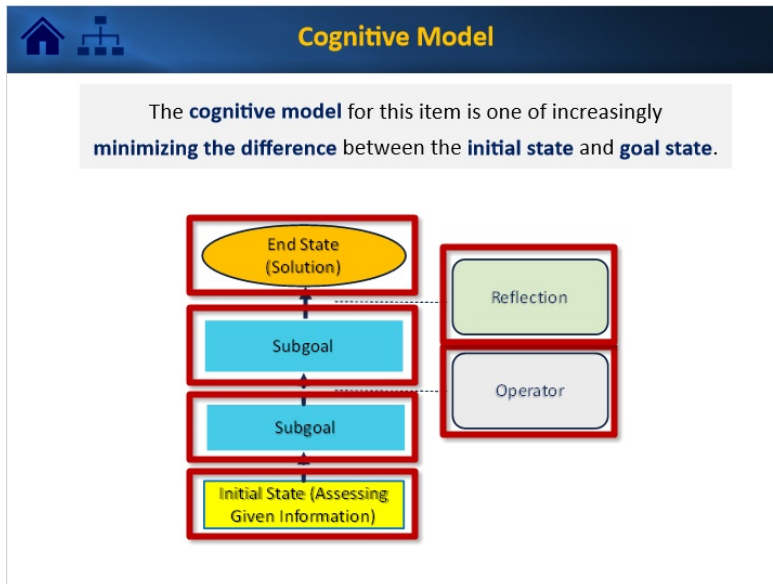 Cognitive Model
The cognitive model for this item is one of increasingly
minimizing the difference between the initial state and goal state.
End State
(Solution)
Reflection
Subgoal
Operator
Subgoal
Initial State (Assessing
Given Information)